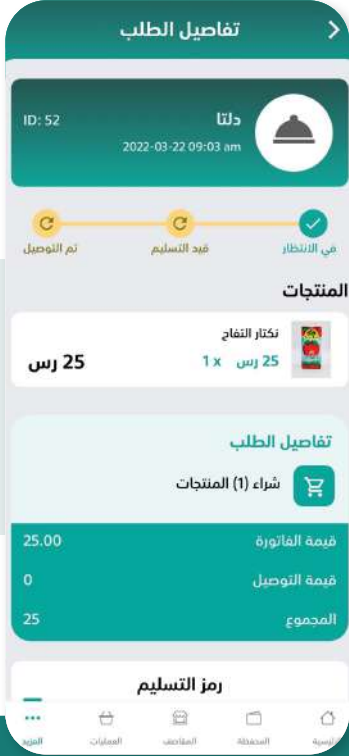 تفاصيل الطلب
دلتا
ID: 52
2022-03-22 09:03 am
في الانتظار
قيد التسليم
تم التوصيل
المنتجات
نكتار التفاح
25 رس x 1
25 رس
تفاصيل الطلب
شراء (1) المنتجات
قيمة الفاتورة 25.00
قيمة التوصيل 0
المجموع 25
رمز التسليم
الرئيسية
المحفظة
المقاصف
العمليات
المزيد